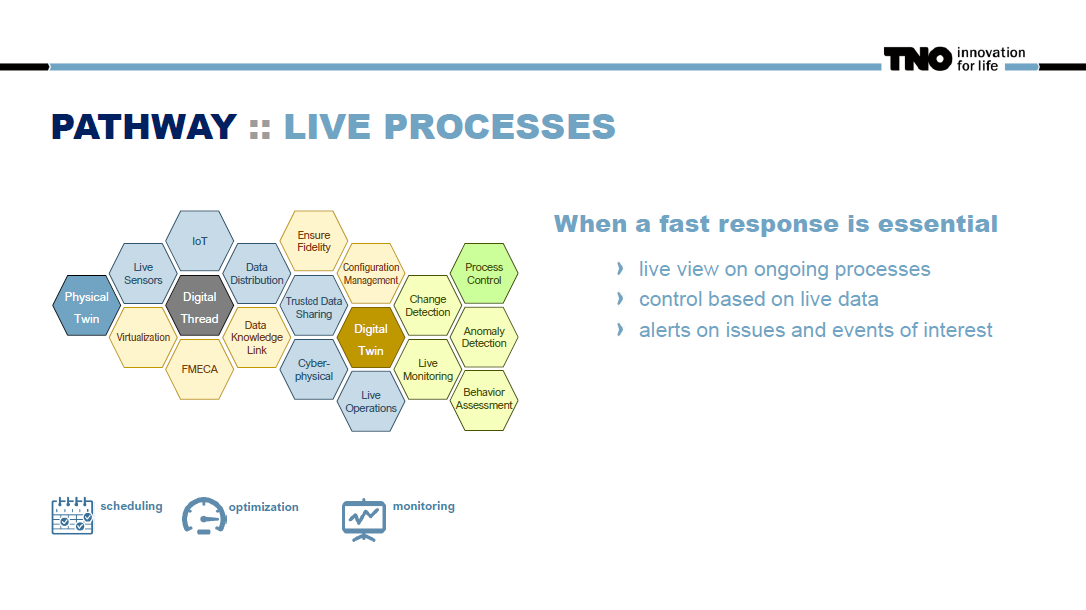 TNO innovation
for life
PATHWAY :: LIVE PROCESSES
IoT
Ensure
Fidelity
Live
Sensors
Data
Distribution
Configuration
Management
Process
Control
Physical
Twin
Digital
Thread
Trusted Data
Sharing
Change
Detection
Virtualization
Data
Knowledge
Link
Digital
Twin
Anomaly
Detection
FMECA
Cyber-
physical
Live
Monitoring
Live
Operations
Behavior
Assessment
When a fast response is essential
› live view on ongoing processes
› control based on live data
› alerts on issues and events of interest
scheduling
optimization
monitoring